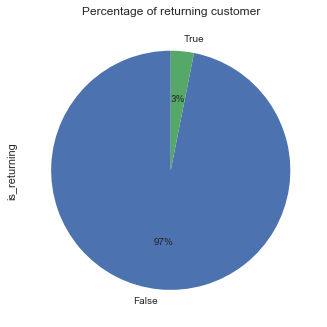 Percentage of returning customer
True
3%
is_returning
97%
False